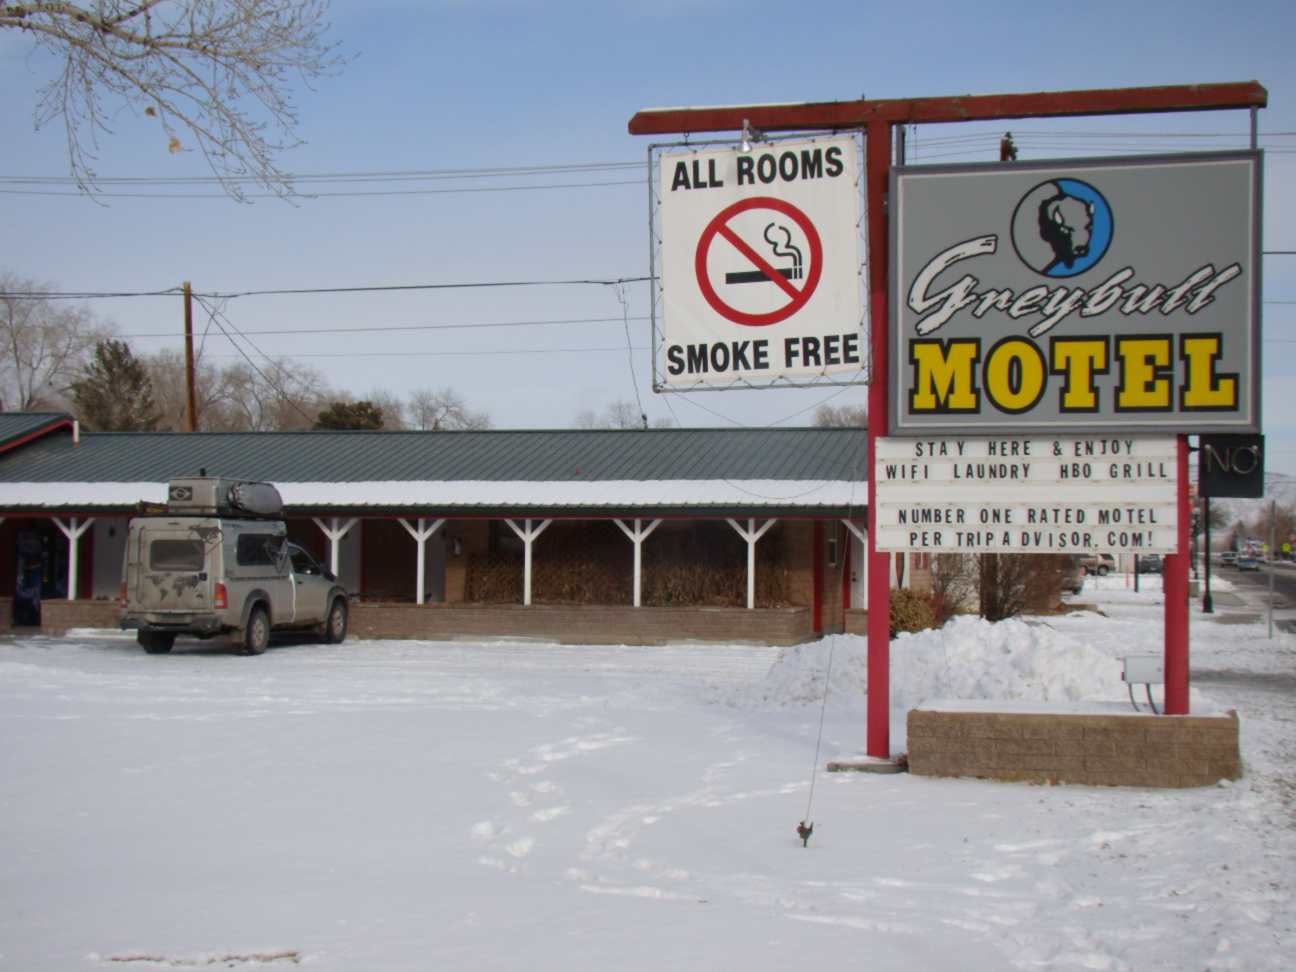 ALL ROOMS
SMOKE FREE
Greybull
MOTEL
STAY HERE & ENJOY
WIFI LAUNDRY HBO GRILL
NUMBER ONE RATED MOTEL
PER TRIP A DVISOR. COM!
NO